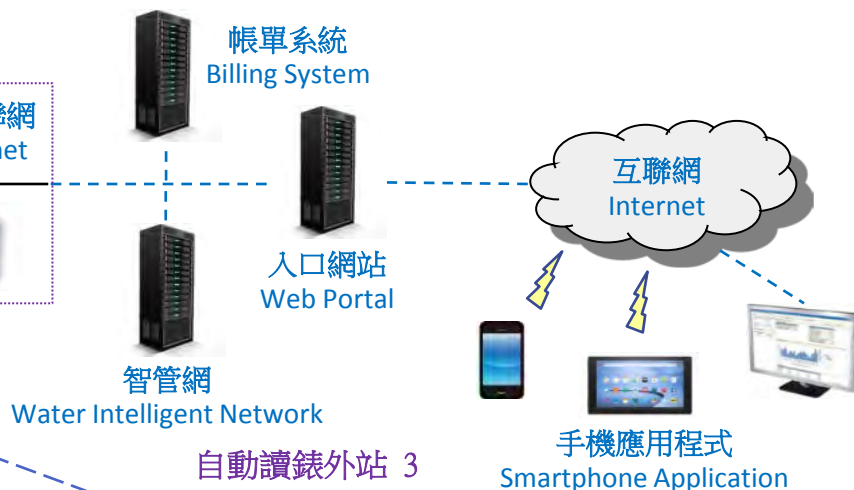 帳單系統
Billing System
網
互聯網
Internet
入口網站
Web Portal
智管網
Water Intelligent Network
自動讀錶外站 3
手機應用程式
Smartphone Application